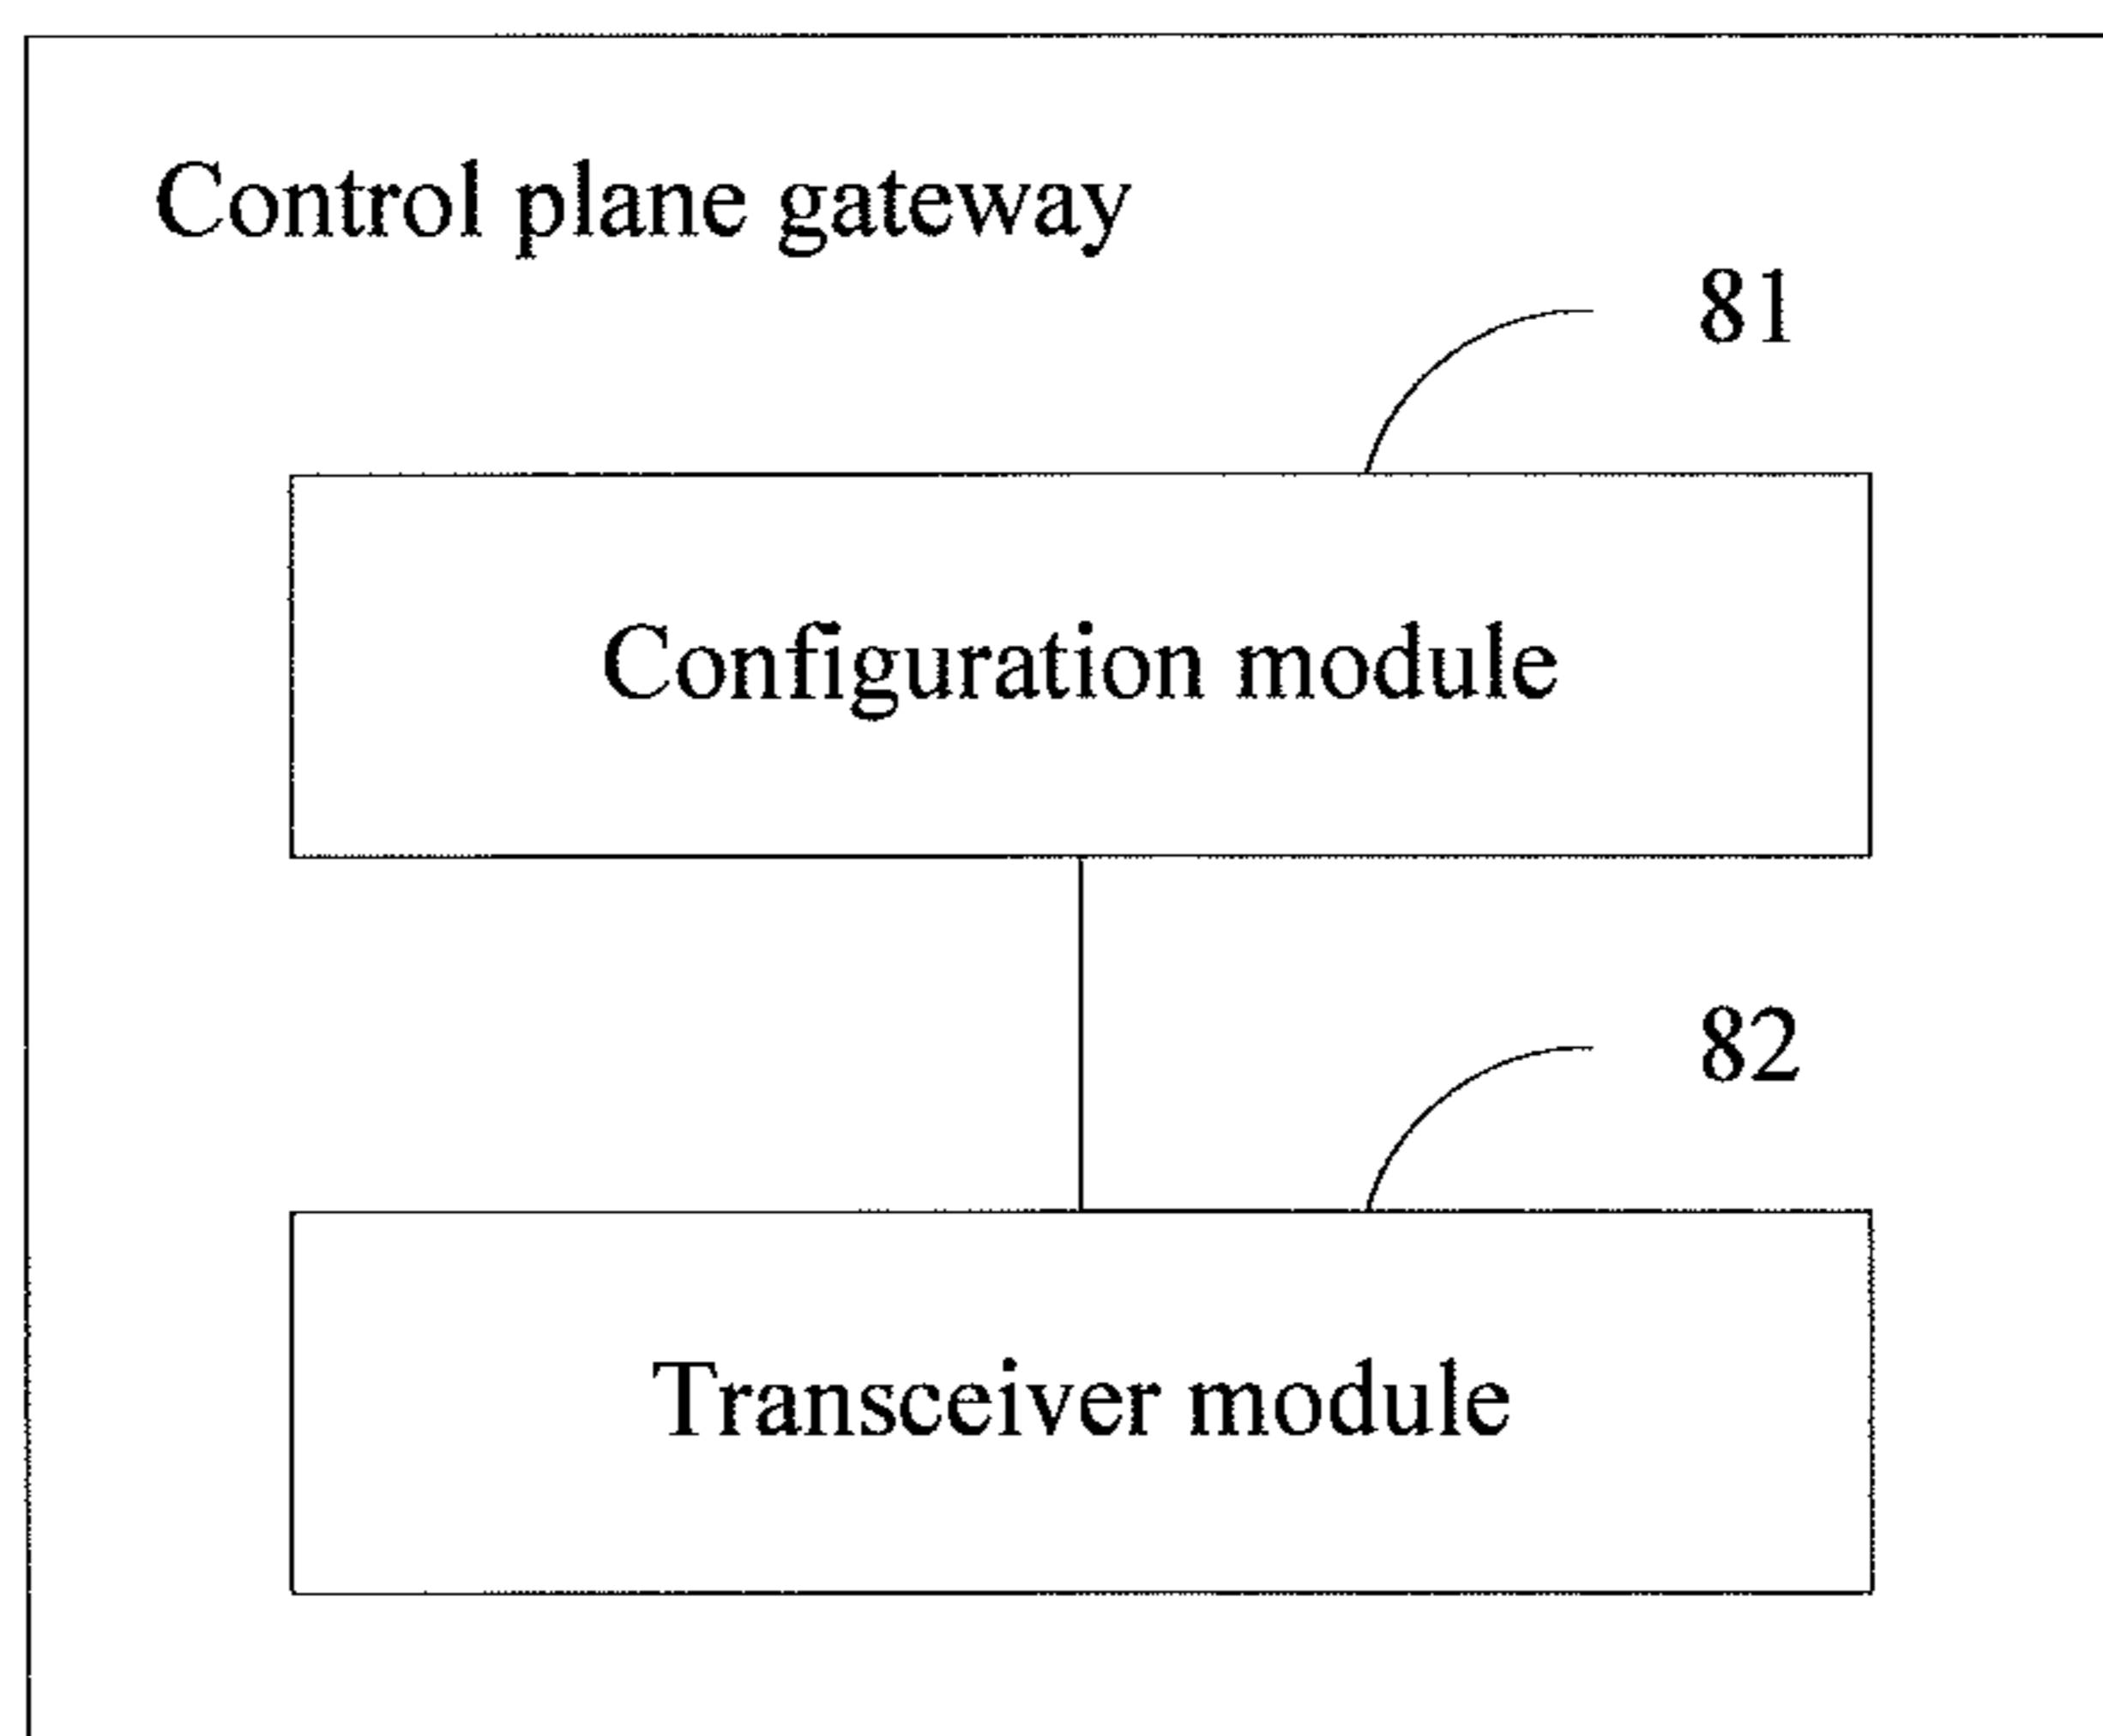 Control plane gateway
81
Configuration module
82
Transceiver module